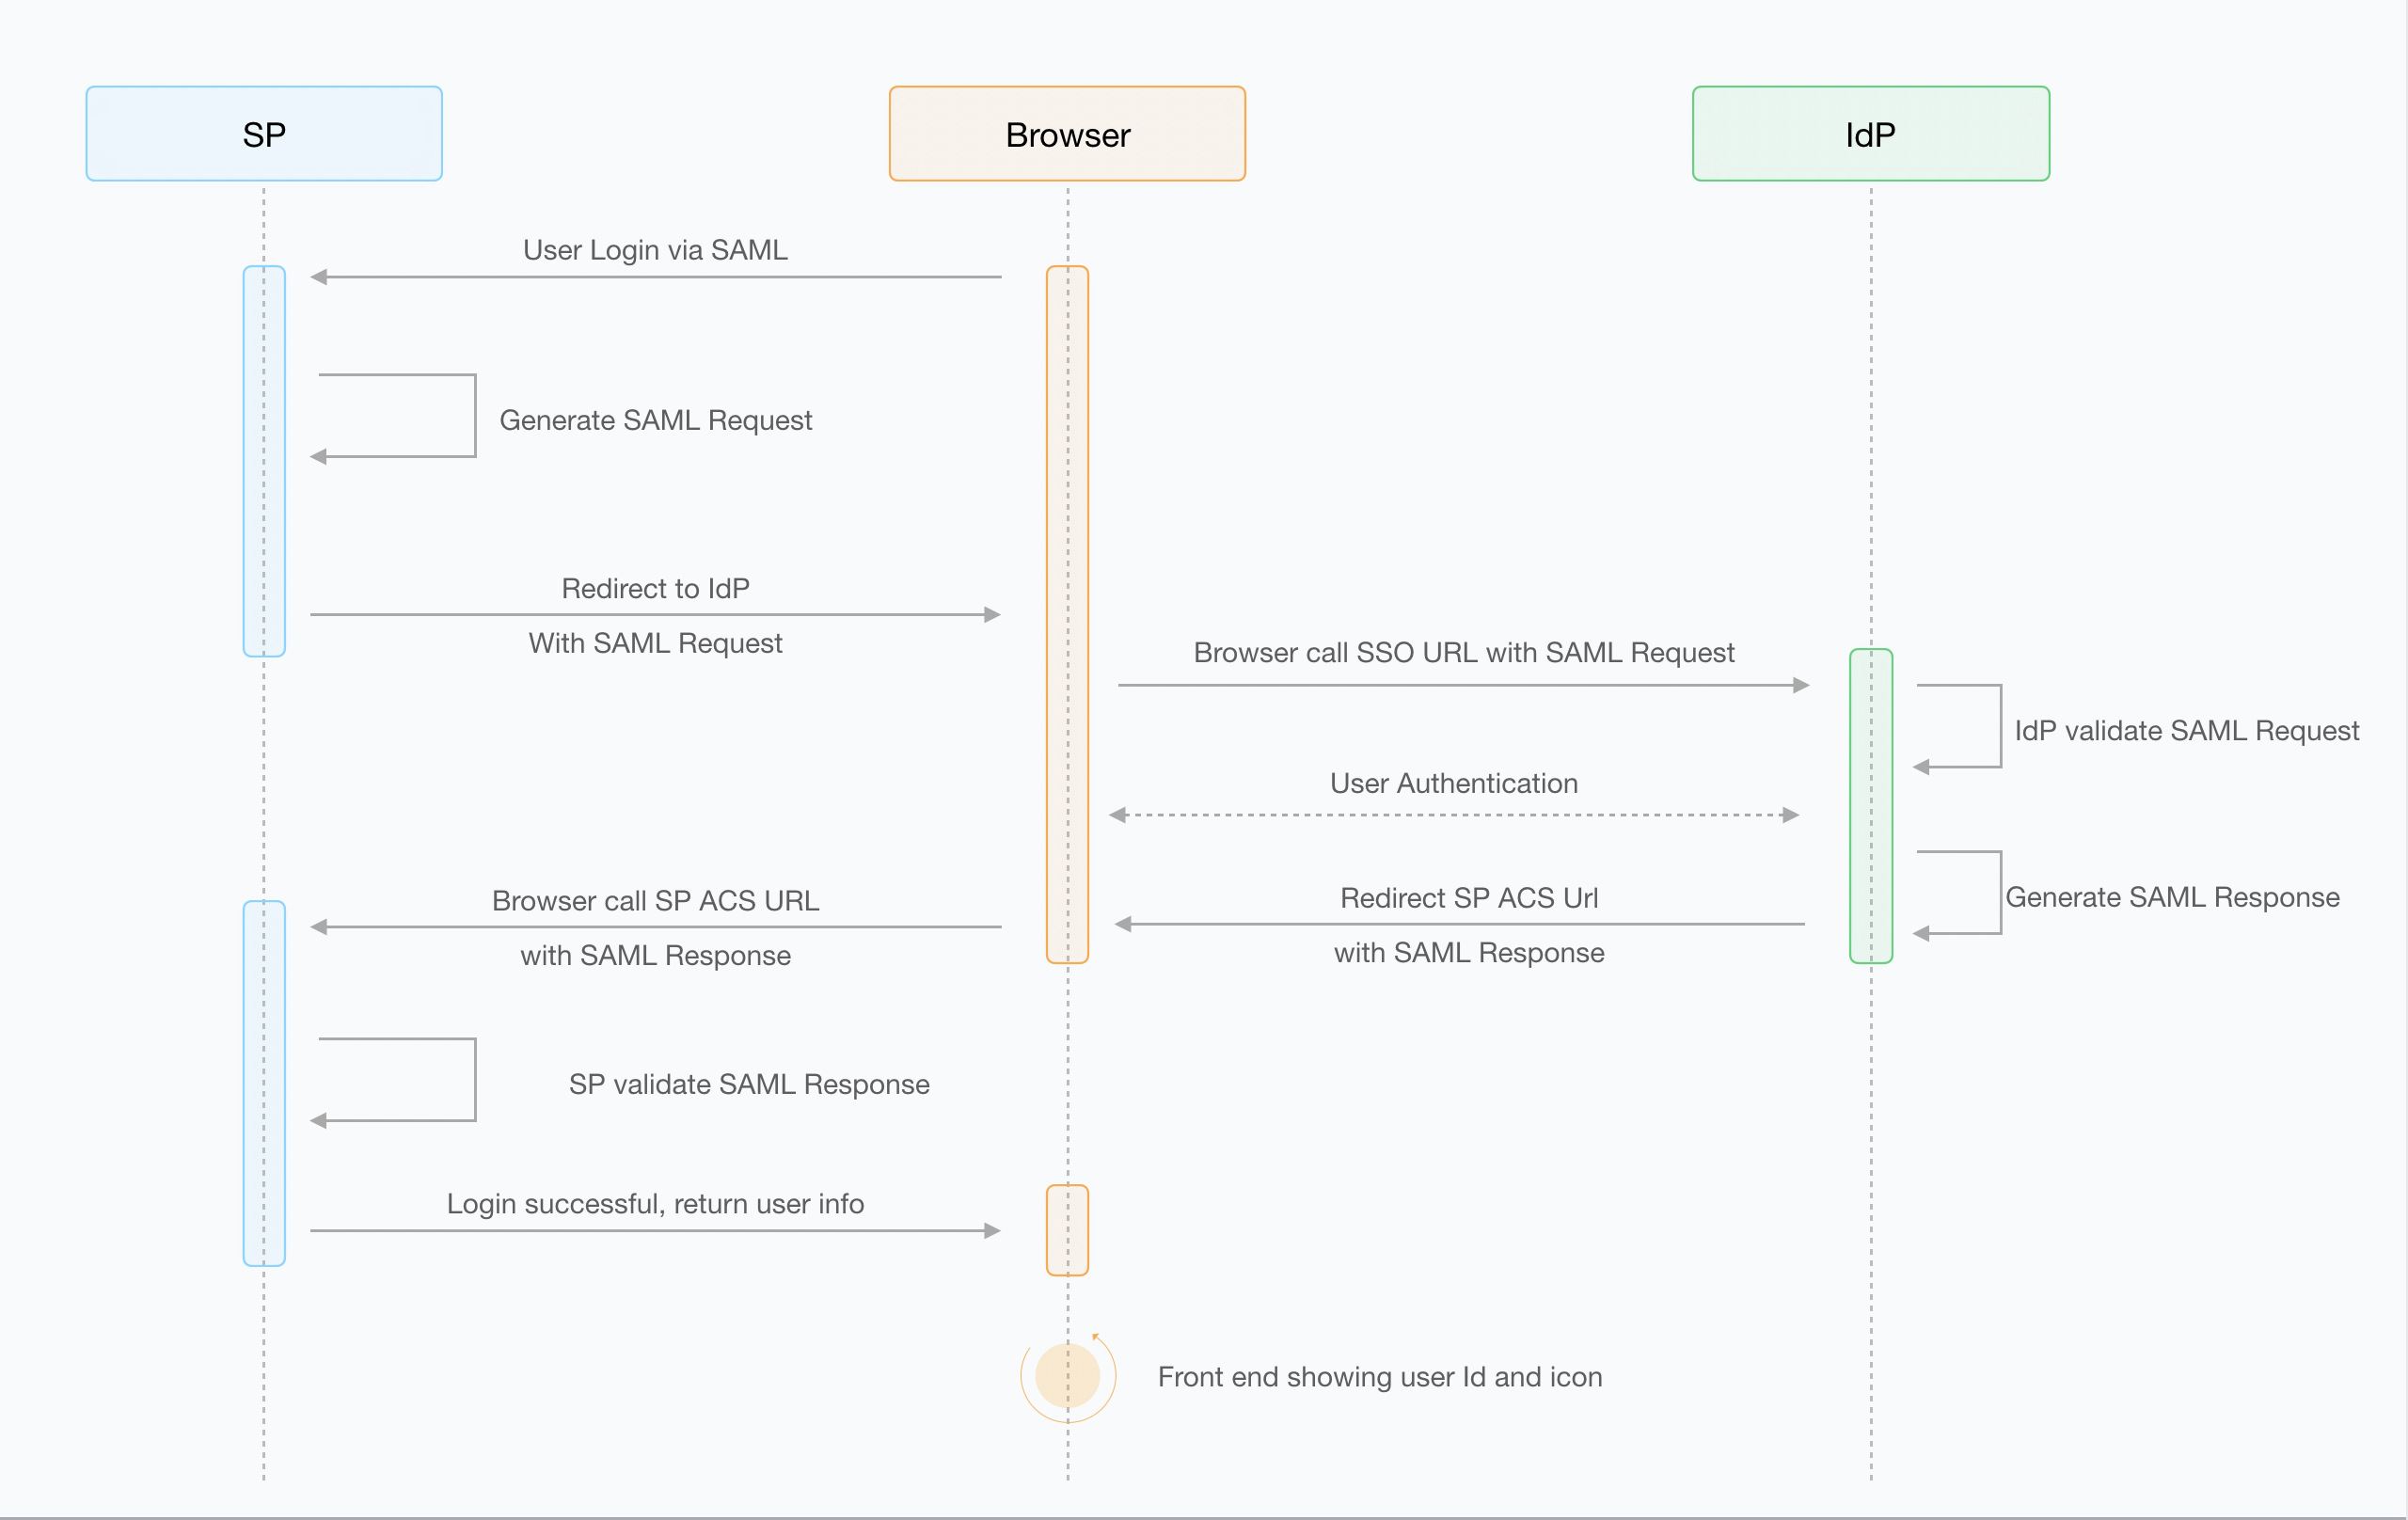 SP
Browser
IdP
User Login via SAML
Generate SAML Request
Redirect to IdP
With SAML Request
Browser call SSO URL with SAML Request
IdP validate SAML Request
User Authentication
Generate SAML Response
Redirect SP ACS Url
with SAML Response
Browser call SP ACS URL
with SAML Response
SP validate SAML Response
Login successful, return user info
Front end showing user Id and icon